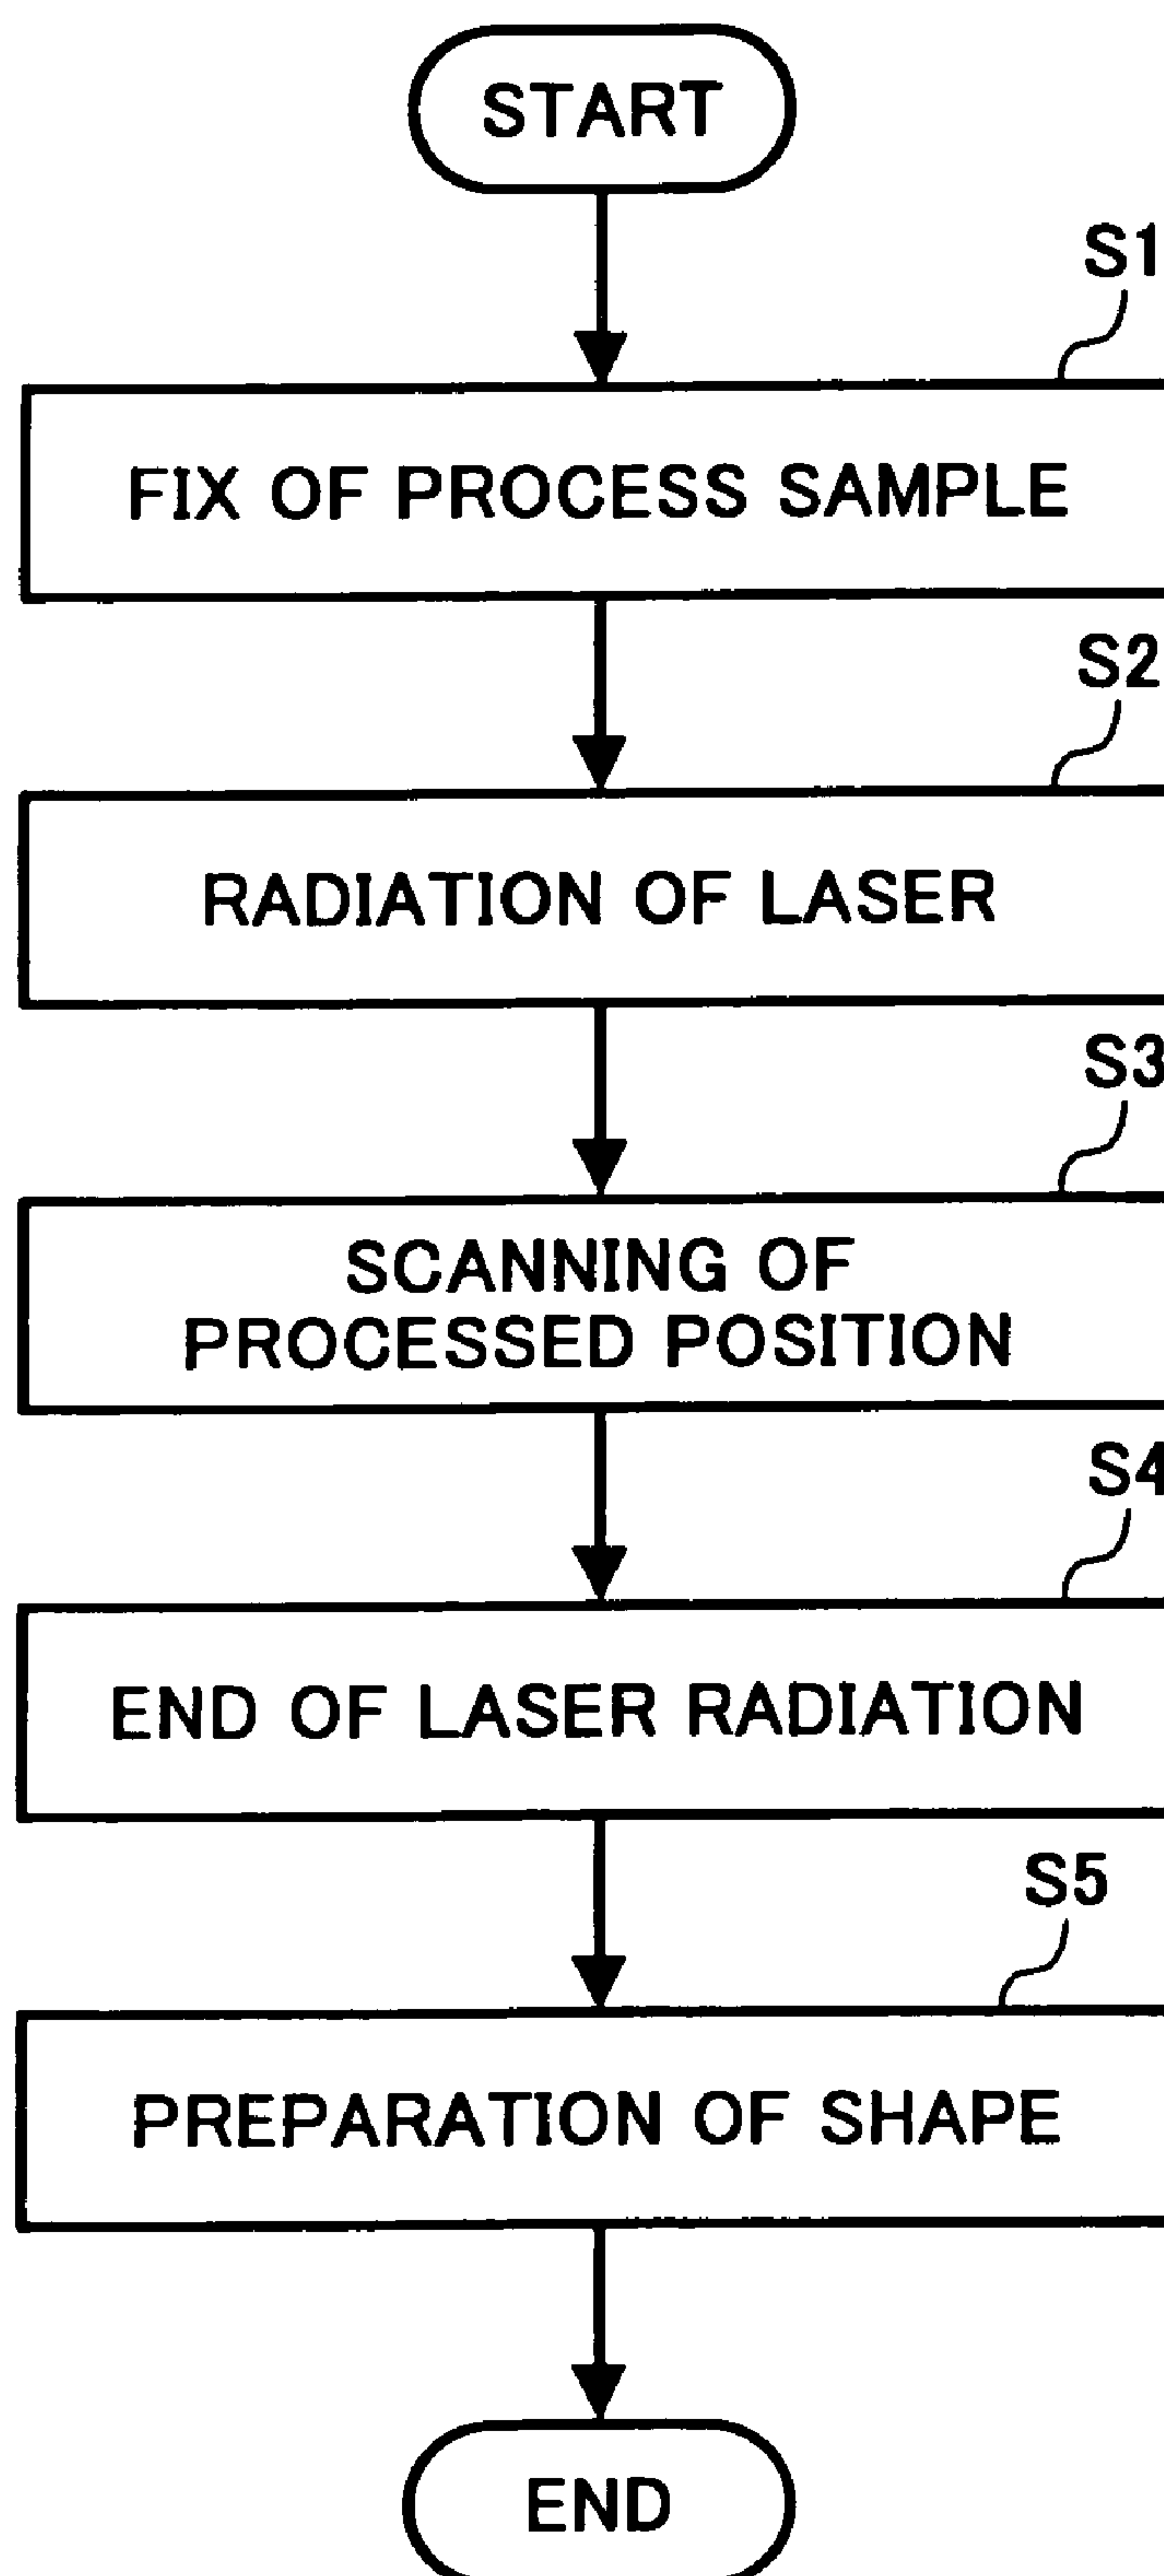 START
S1
FIX OF PROCESS SAMPLE
S2
RADIATION OF LASER
S3
SCANNING OF
PROCESSED POSITION
S4
END OF LASER RADIATION
S5
PREPARATION OF SHAPE
END